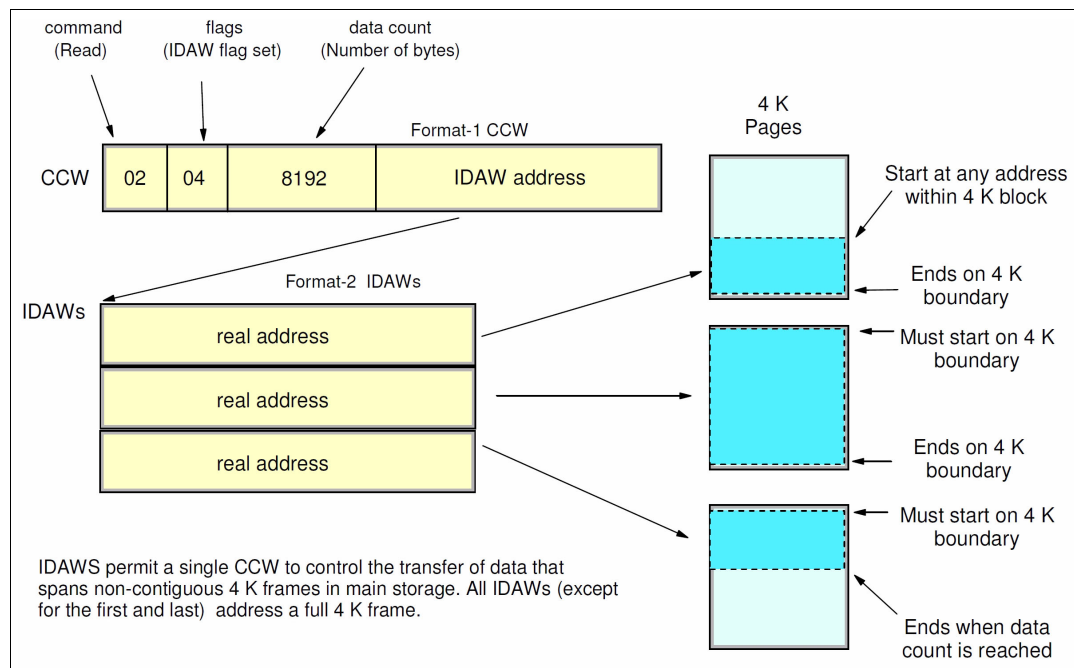 command
(Read)
flags
(IDAW flag set)
data count
(Number of bytes)
Format-1 CCW
CCW
02
04
8192
IDAW address
4 K
Pages
Start at any address
within 4 K block
Ends on 4 K
boundary
Format-2  IDAWs
IDAWs
real address
real address
real address
Must start on 4 K
boundary
Ends on 4 K
boundary
Must start on 4 K
boundary
Ends when data
count is reached
IDAWS permit a single CCW to control the transfer of data that
spans non-contiguous 4 K frames in main storage. All IDAWs (except
for the first and last)  address a full 4 K frame.